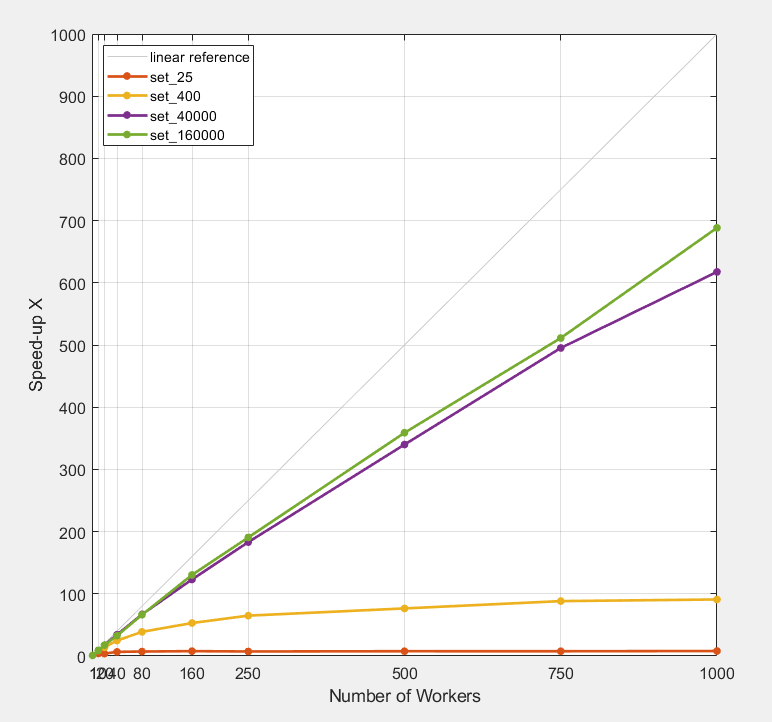 1000
900
800
700
600
500
400
300
200
100
0
linear reference
set_25
set_400
set_40000
set_160000
Speed-up X
80 160 250 500 750 1000
Number of Workers